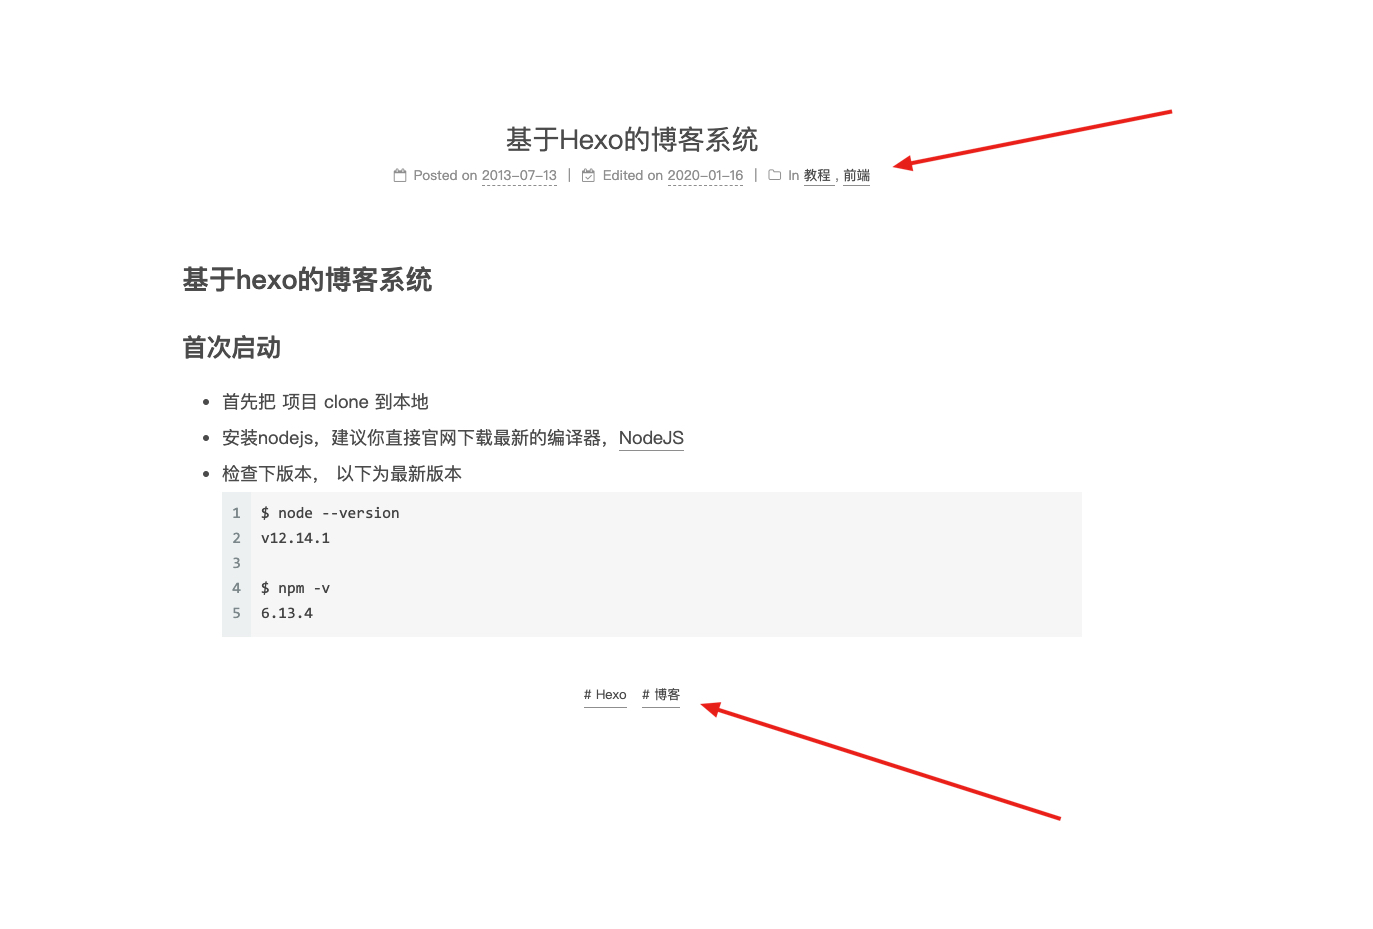 基于Hexo的博客系统
Posted on 2013-07-13 | Edited on 2020-01-16 | In 教程 , 前端
基于hexo的博客系统
首次启动
• 首先把 项目 clone 到本地
• 安装nodejs，建议你直接官网下载最新的编译器，NodeJS
• 检查下版本， 以下为最新版本
1 $ node --version
2 v12.14.1
3
4 $ npm -v
5 6.13.4
# Hexo # 博客